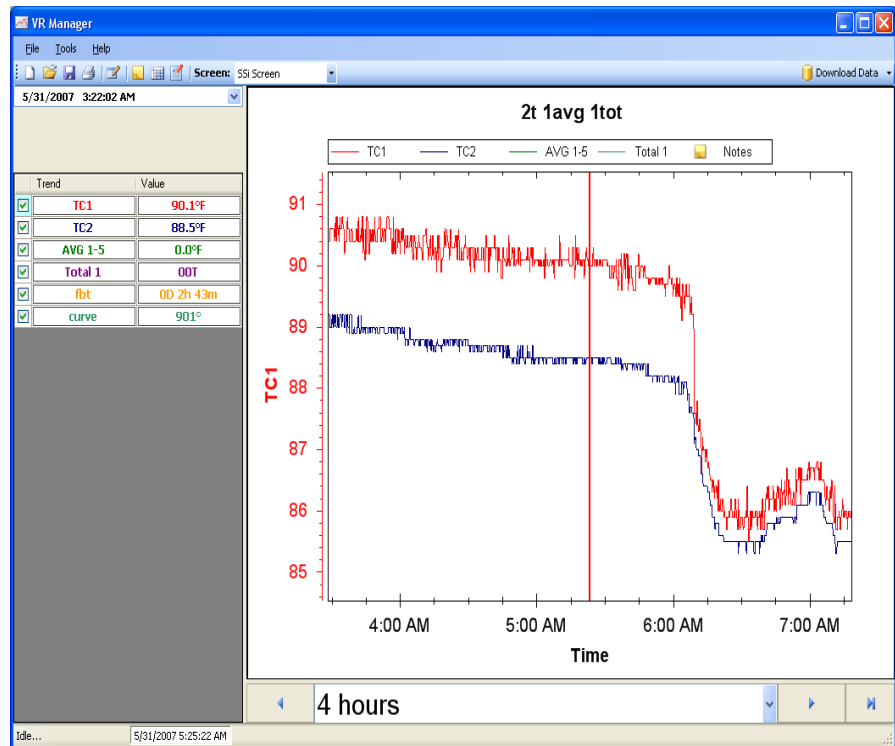 VR Manager
File Tools Help
Screen: SSi Screen Download Data
5/31/2007 3:22:02 AM
Trend Value
TC1 90.1°F
TC2 88.5°F
AVG 1-5 0.0°F
Total 1 00T
fbt 0D 2h 43m
curve 901°
2t 1avg 1tot
TC1 TC2 AVG 1-5 Total 1 Notes
91
90
89
88
87
86
85
TC1
4:00 AM 5:00 AM 6:00 AM 7:00 AM
Time
4 hours
Idle... 5/31/2007 5:25:22 AM